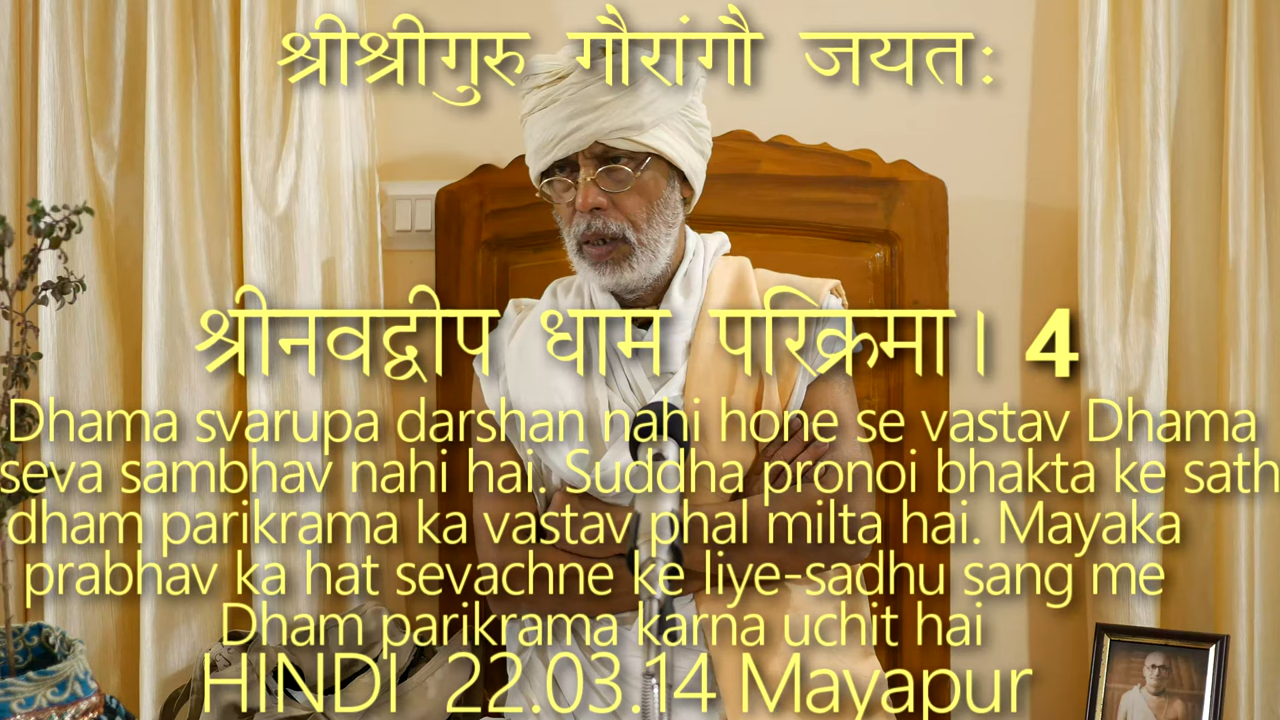 श्रीश्रीगुरु गौरांगौ जयतः
श्रीनवद्वीप धाम परिक्रमा। 4
Dhama svarupa darshan nahi hone se vastav Dhama
seva sambhav nahi hai. Suddha pronoi bhakta ke sath
dham parikrama ka vastav phal milta hai. Mayaka
prabhav ka hat sevachne ke liye-sadhu sang me
Dham parikrama karna uchit hai
HINDI 22.03.14 Mayapur